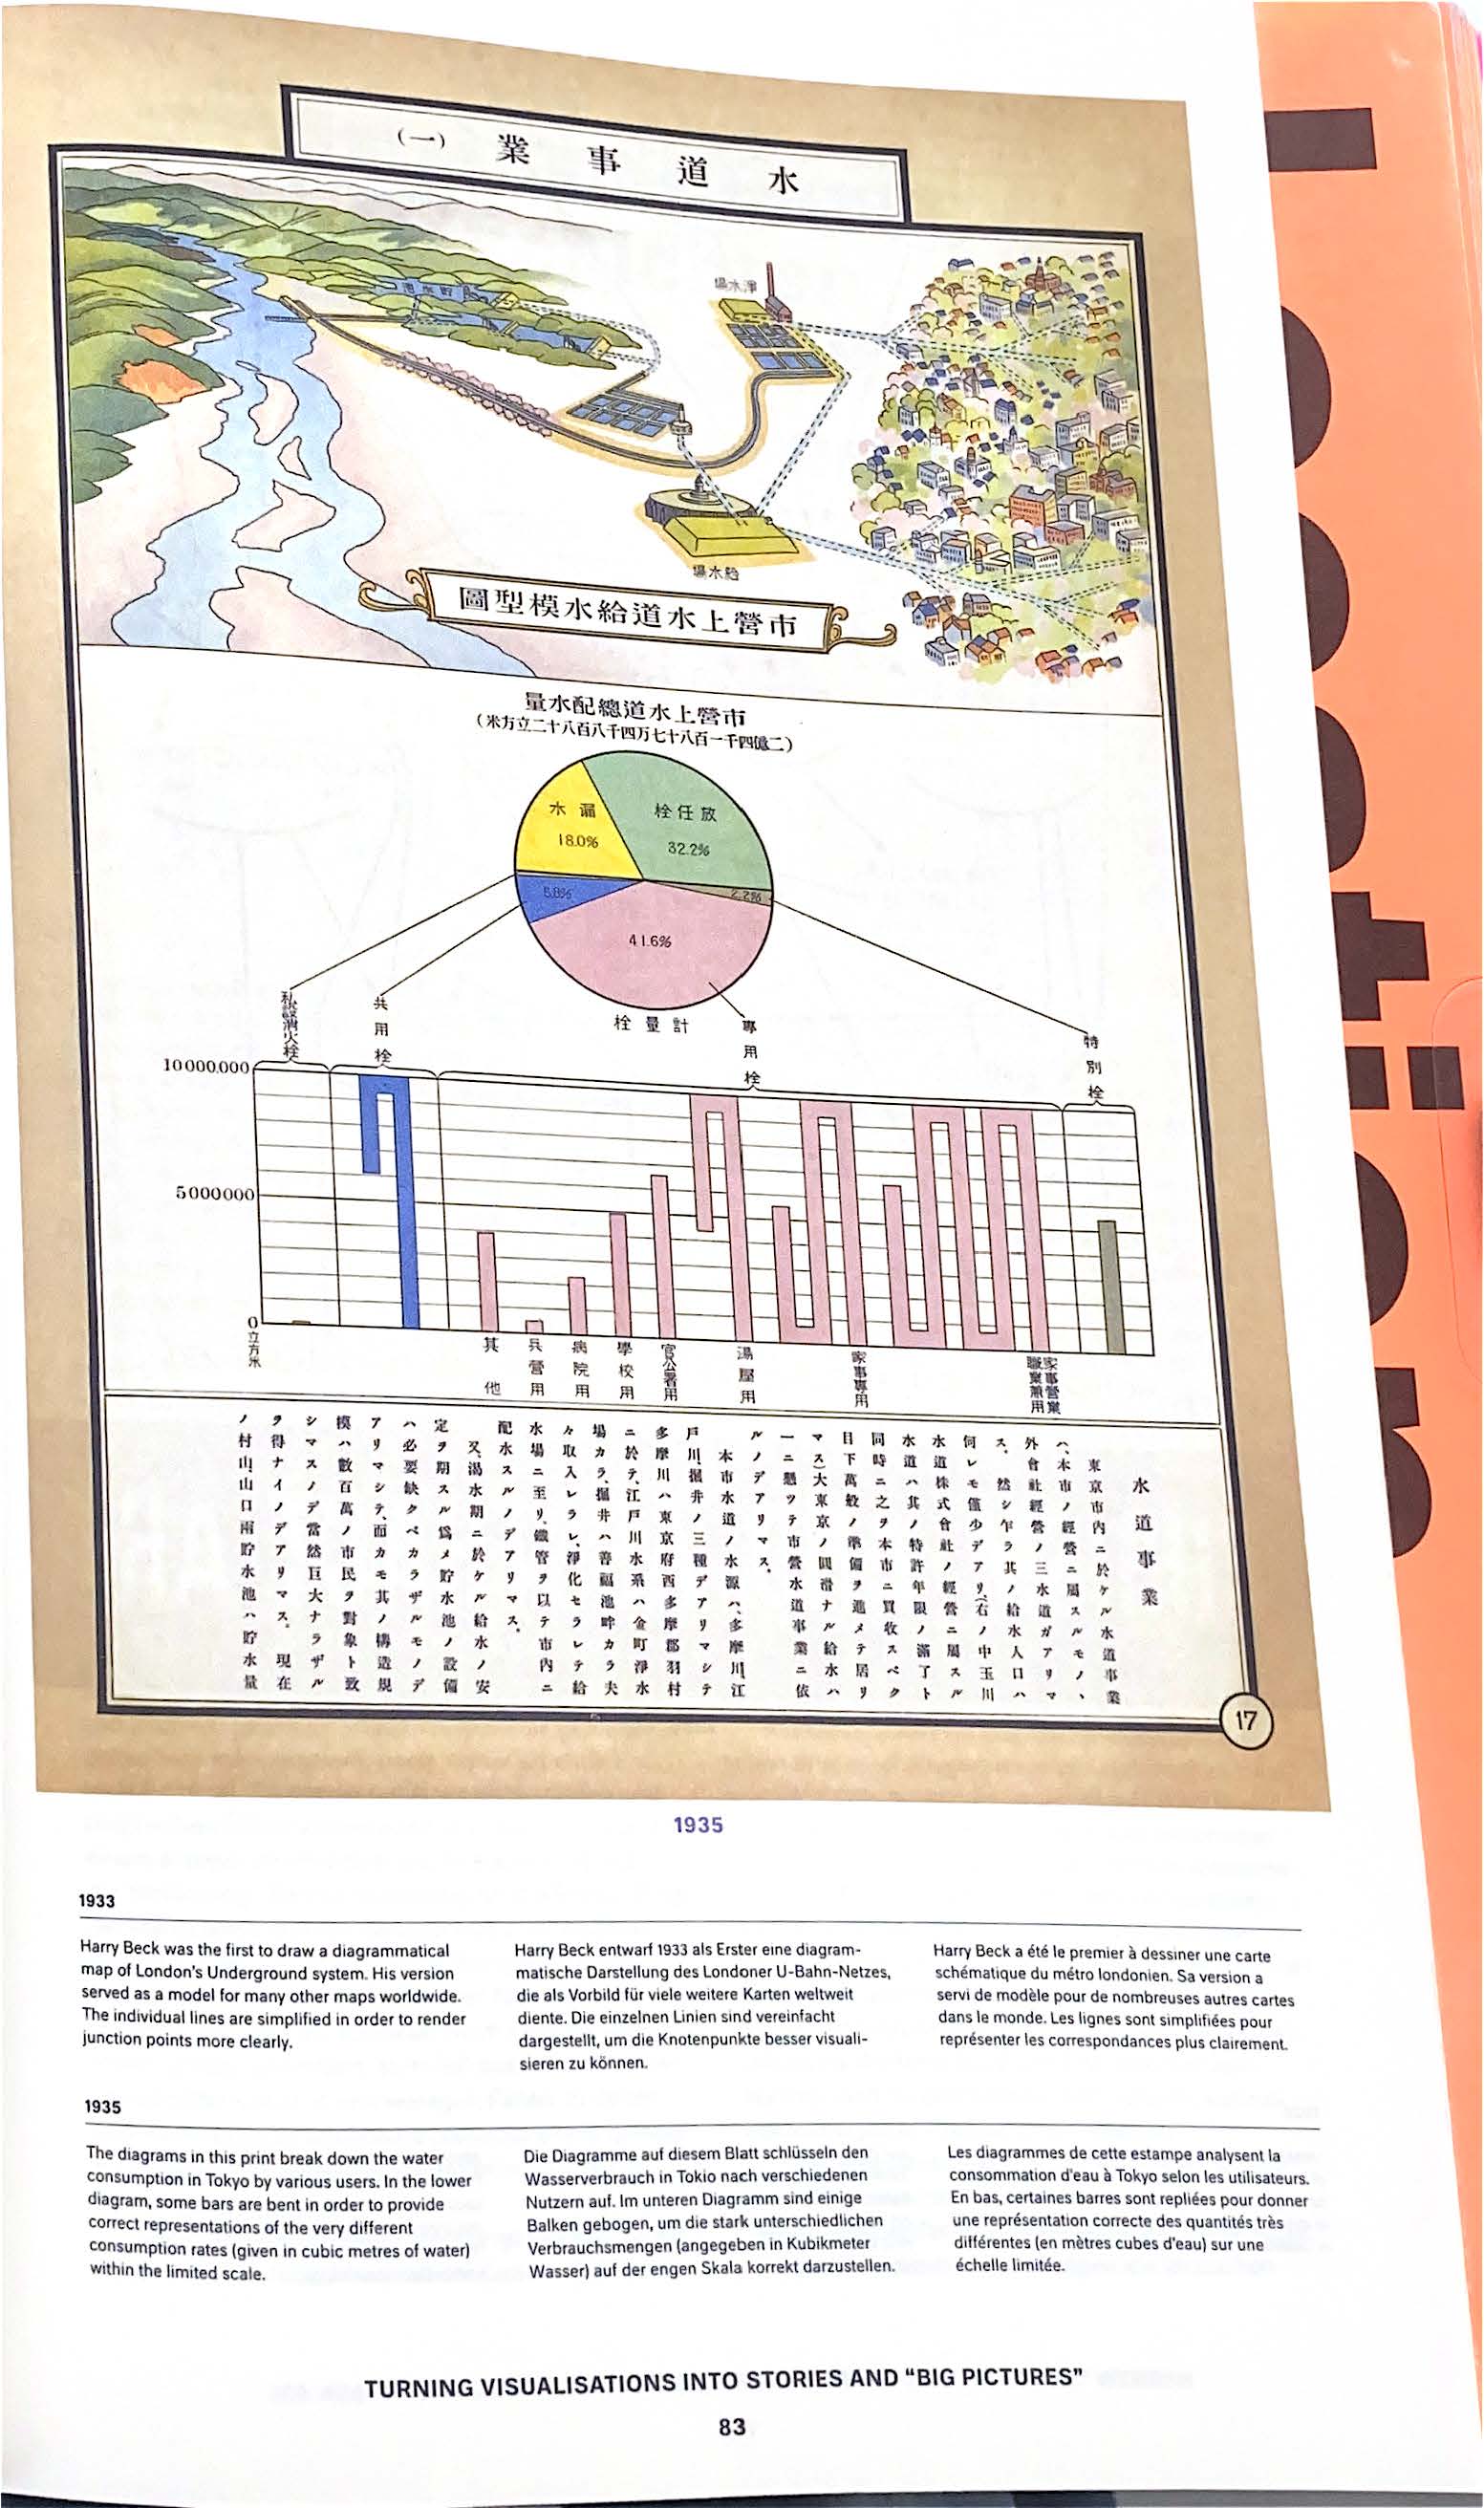 水道事業 (一)
淨水場
貯水池
給水場
市營上水道給水模型圖
市營上水道總配水量
(二億四千一百八十七万四千八百八十二立方米)
漏水
18.0%
放任栓
32.2%
5.8%
2.2%
41.6%
計量栓
私設消火栓
共用栓
專用栓
特別栓
10000000
5000000
0
立方米
其他
兵營用
病院用
學校用
官公署用
湯屋用
家事專用
家事營業
職業兼用
水道事業
東京市内ニ於ケル水道事業
ハ、本市ノ經營ニ屬スルモノ、
外會社經營ノ三水道ガアリマ
ス、然シ乍ラ其ノ給水人口ハ
何レモ僅少デアリ、(右ノ中玉川
水道株式會社ノ經營ニ屬スル
水道ハ其ノ特許年限ノ滿了ト
同時ニ之ヲ本市ニ買收スベク
目下萬般ノ準備ヲ進メテ居リ
マス)大東京ノ圓滑ナル給水ハ
一ニ懸ツテ市營水道事業ニ依
ルノデアリマス。
本市水道ノ水源ハ、多摩川江
戸川、掘井ノ三種デアリマシテ
多摩川ハ東京府西多摩郡羽村
ニ於テ、江戸川水系ハ金町淨水
場カラ、掘井ハ善福池畔カラ夫
々取入レラレ、淨化セラレテ給
水場ニ至リ、鐵管ヲ以テ市内ニ
配水スルノデアリマス。
又、渴水期ニ於ケル給水ノ安
定ヲ期スル爲メ貯水池ノ設備
ハ必要缺クベカラザルモノデ
アリマシテ、而カモ其ノ構造規
模ハ數百萬ノ市民ヲ對象ト致
シマスノデ當然巨大ナラザル
ヲ得ナイノデアリマス。現在
ノ村山、山口兩貯水池ハ貯水量
17
1935
1933
Harry Beck was the first to draw a diagrammatical
map of London's Underground system. His version
served as a model for many other maps worldwide.
The individual lines are simplified in order to render
junction points more clearly.
Harry Beck entwarf 1933 als Erster eine diagram-
matische Darstellung des Londoner U-Bahn-Netzes,
die als Vorbild für viele weitere Karten weltweit
diente. Die einzelnen Linien sind vereinfacht
dargestellt, um die Knotenpunkte besser visuali-
sieren zu können.
Harry Beck a été le premier à dessiner une carte
schématique du métro londonien. Sa version a
servi de modèle pour de nombreuses autres cartes
dans le monde. Les lignes sont simplifiées pour
représenter les correspondances plus clairement.
1935
The diagrams in this print break down the water
consumption in Tokyo by various users. In the lower
diagram, some bars are bent in order to provide
correct representations of the very different
consumption rates (given in cubic metres of water)
within the limited scale.
Die Diagramme auf diesem Blatt schlüsseln den
Wasserverbrauch in Tokio nach verschiedenen
Nutzern auf. Im unteren Diagramm sind einige
Balken gebogen, um die stark unterschiedlichen
Verbrauchsmengen (angegeben in Kubikmeter
Wasser) auf der engen Skala korrekt darzustellen.
Les diagrammes de cette estampe analysent la
consommation d'eau à Tokyo selon les utilisateurs.
En bas, certaines barres sont repliées pour donner
une représentation correcte des quantités très
différentes (en mètres cubes d'eau) sur une
échelle limitée.
TURNING VISUALISATIONS INTO STORIES AND “BIG PICTURES”
83